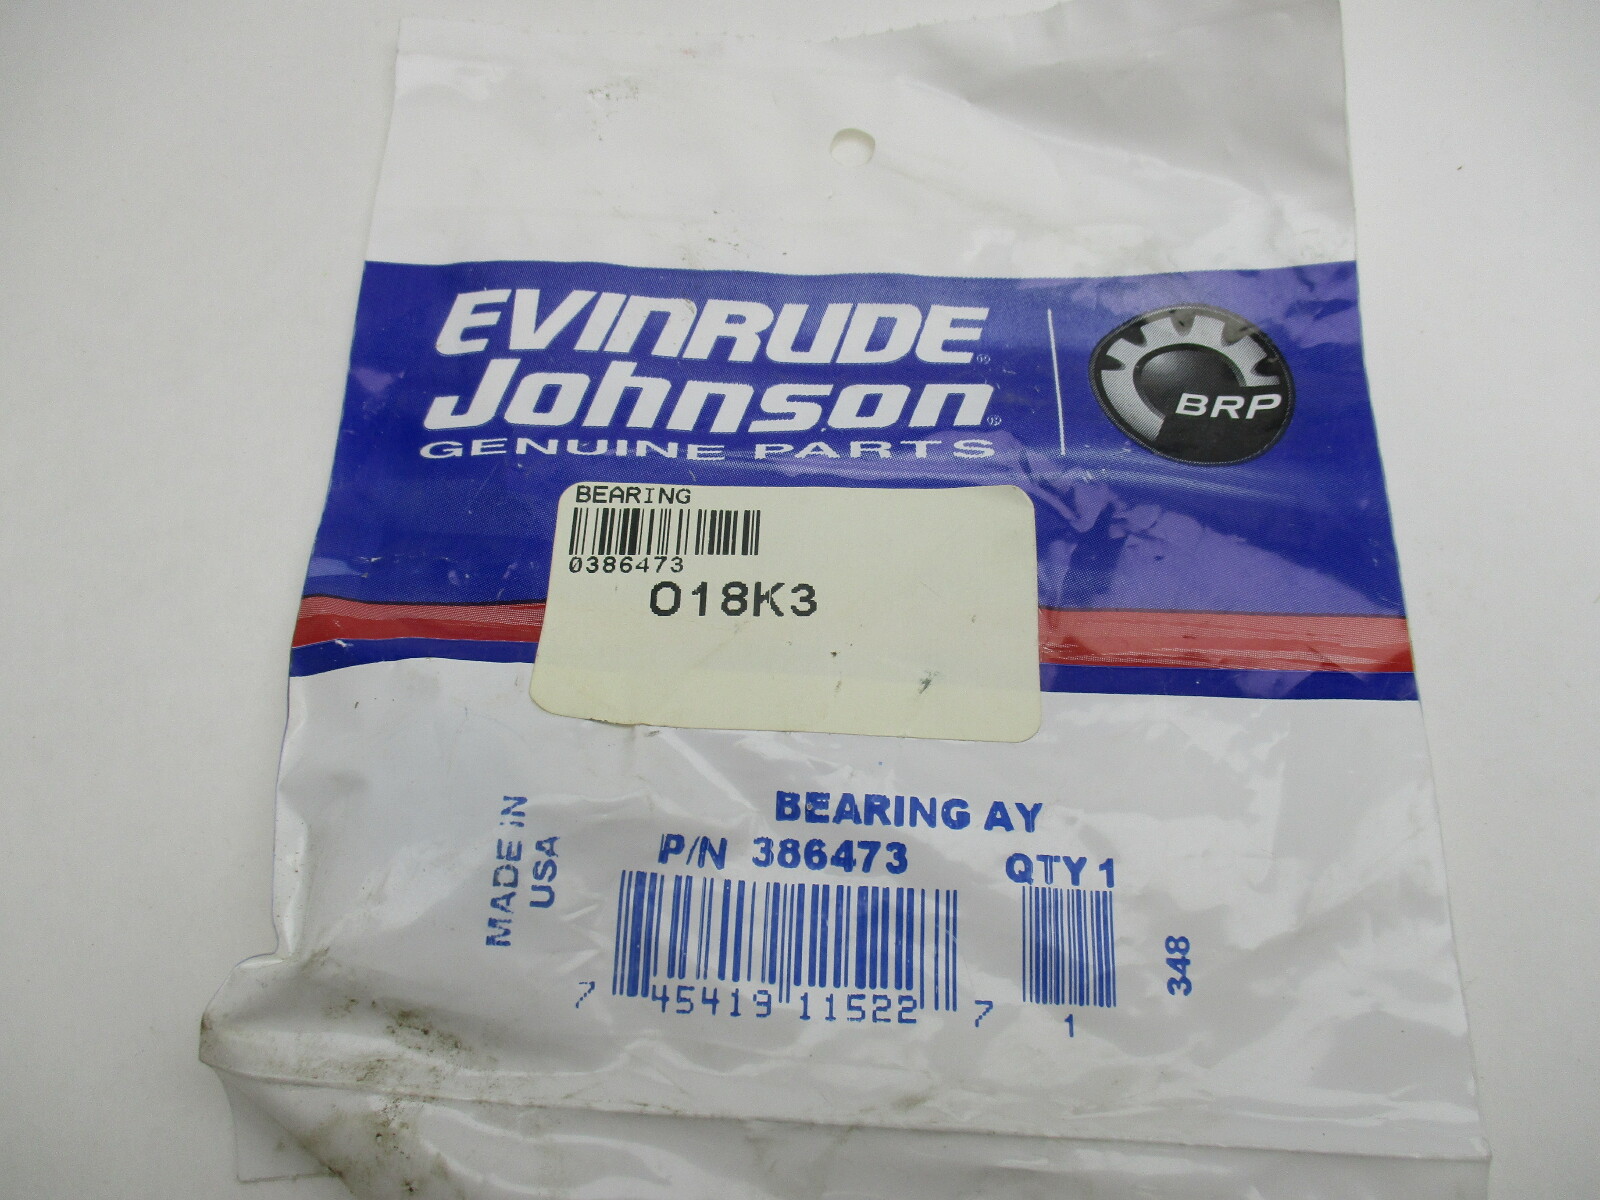 EVINRUDE®
Johnson®
GENUINE PARTS
BRP
BEARING
0386473
018K3
BEARING AY
P/N 386473
QTY 1
MADE IN
USA
7 45419 11522 7
1
348